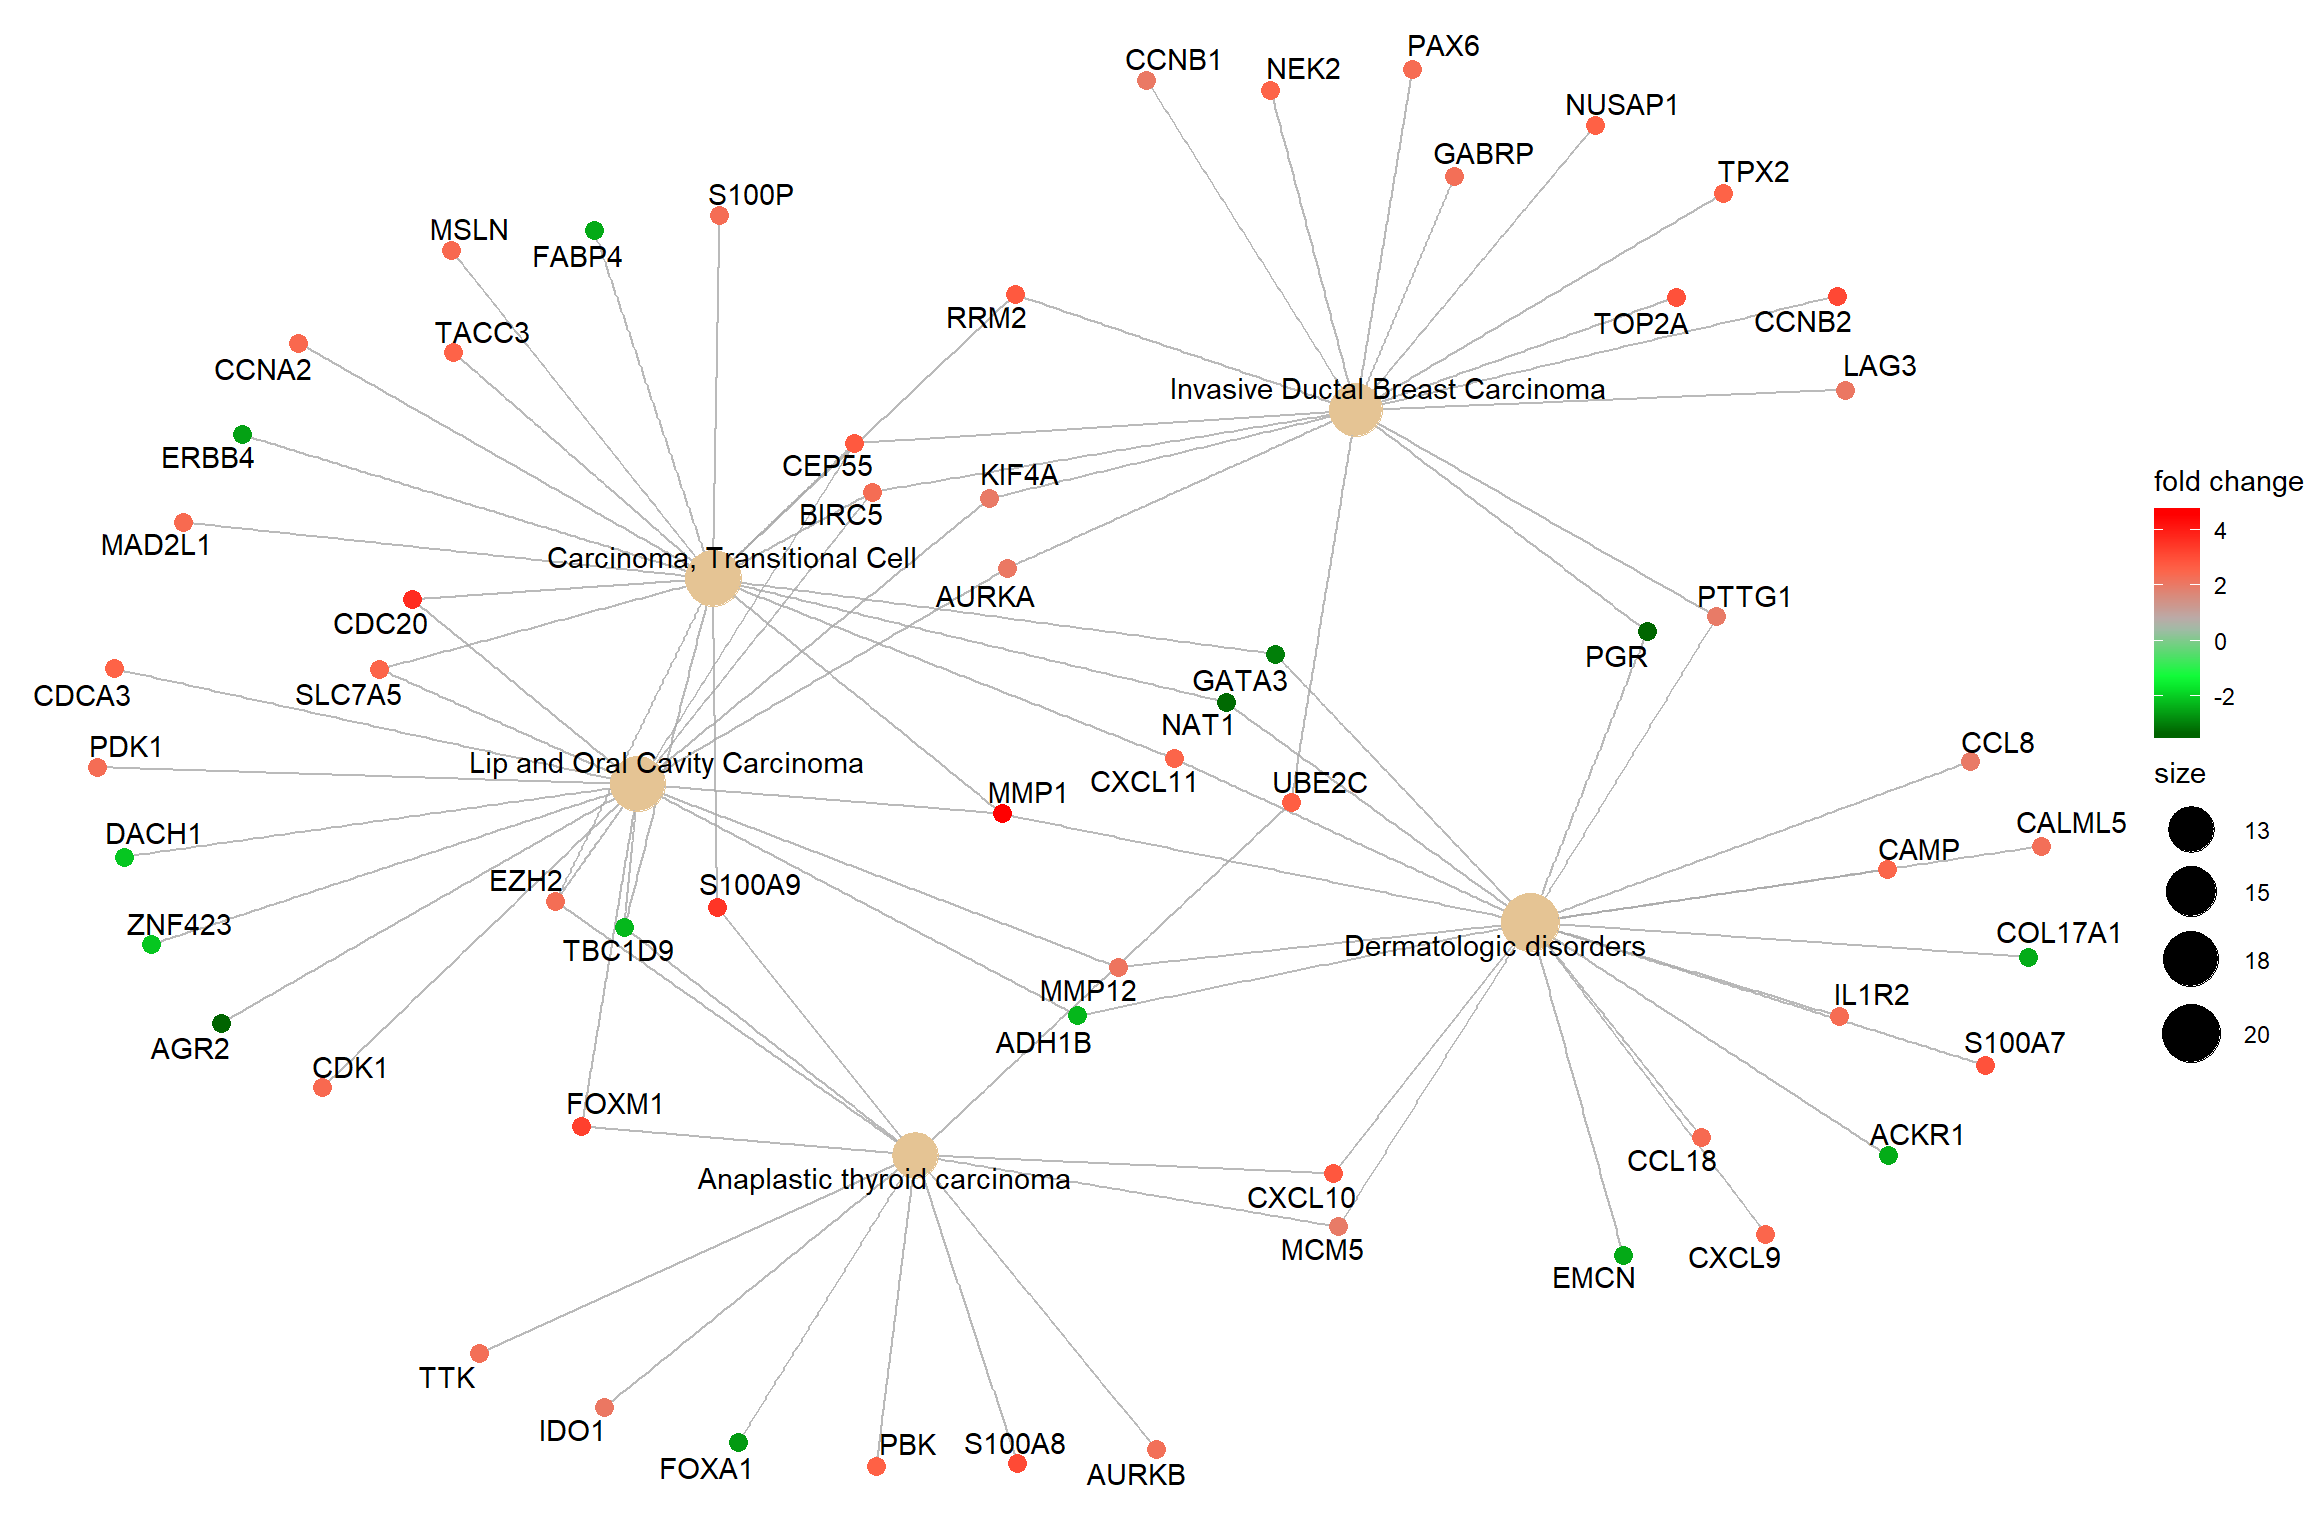 PAX6
CCNB1
NEK2
NUSAP1
GABRP
TPX2
S100P
MSLN
FABP4
RRM2
TOP2A
CCNB2
TACC3
CCNA2
LAG3
Invasive Ductal Breast Carcinoma
ERBB4
CEP55
KIF4A
BIRC5
MAD2L1
Carcinoma, Transitional Cell
AURKA
PTTG1
CDC20
PGR
GATA3
SLC7A5
CDCA3
NAT1
PDK1
CCL8
Lip and Oral Cavity Carcinoma
CXCL11
UBE2C
MMP1
CALML5
DACH1
CAMP
EZH2
S100A9
ZNF423
COL17A1
TBC1D9
Dermatologic disorders
MMP12
IL1R2
ADH1B
S100A7
AGR2
CDK1
FOXM1
ACKR1
CCL18
Anaplastic thyroid carcinoma
CXCL10
MCM5
CXCL9
EMCN
TTK
IDO1
PBK
S100A8
FOXA1
AURKB
fold change
4
2
0
-2
size
13
15
18
20